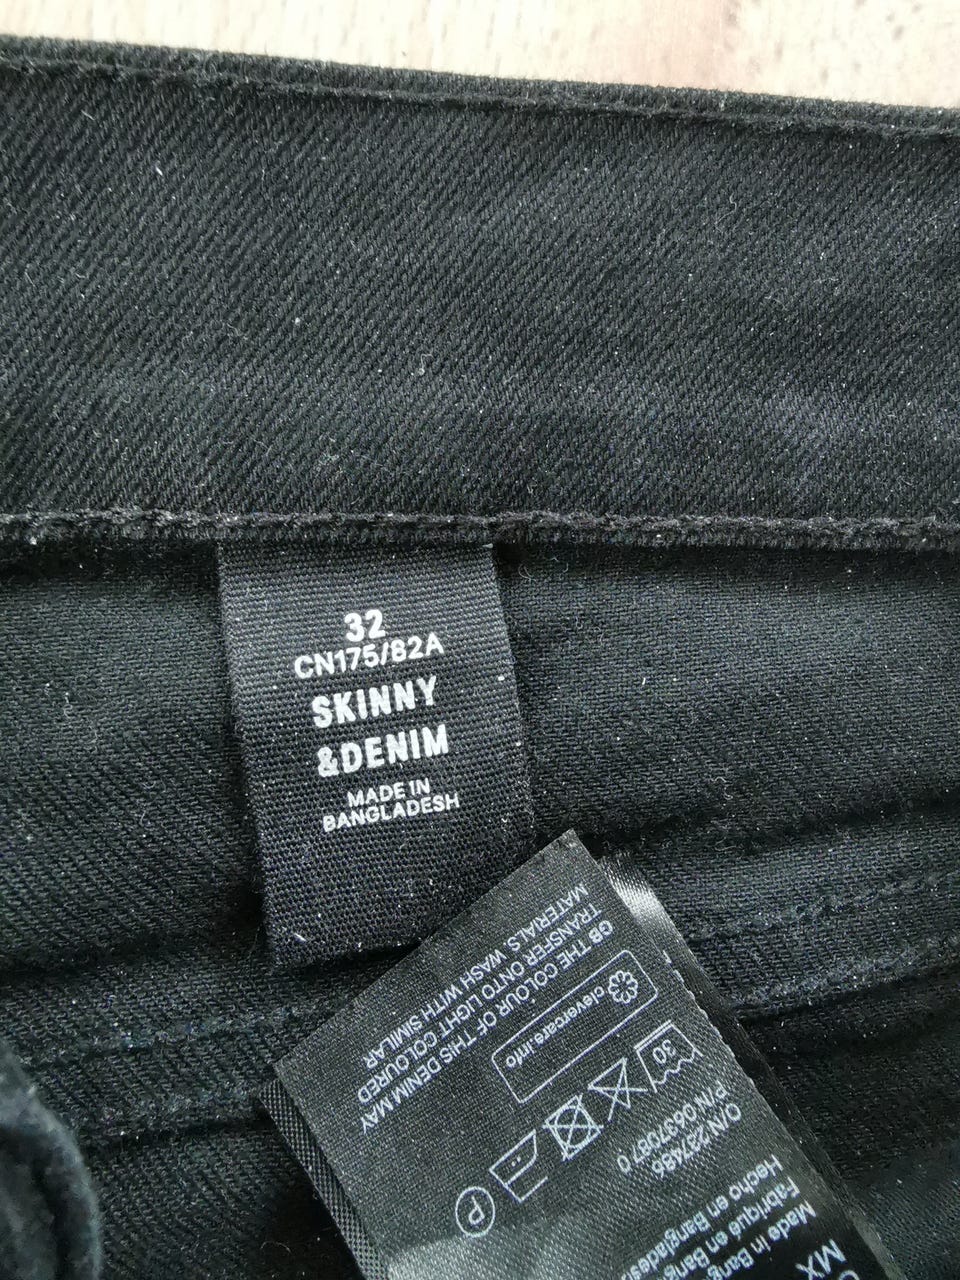 32
CN175/82A
SKINNY
&DENIM
MADE IN
BANGLADESH
GB THE COLOUR OF THIS DENIM MAY
TRANSFER ONTO LIGHT COLOURED
MATERIALS. WASH WITH SIMILAR
clevercare.info
30
P
O/N 237486
P/N 0637087 0
Made in Bang
Fabriqué en Bang
Hecho en Bangla
en Bangladesh
MX